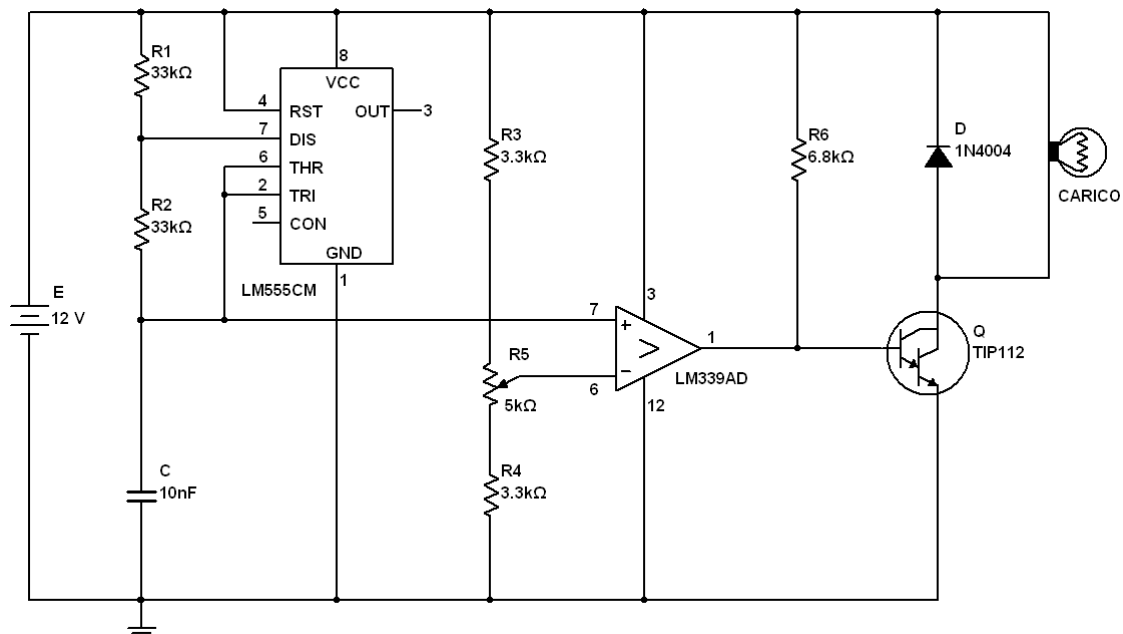 R1
33kΩ
8
VCC
4
RST
OUT
3
7
DIS
6
THR
2
TRI
5
CON
GND
1
LM555CM
R2
33kΩ
R3
3.3kΩ
R6
6.8kΩ
D
1N4004
CARICO
E
12 V
7
+
3
>
1
6
−
12
LM339AD
R5
5kΩ
Q
TIP112
C
10nF
R4
3.3kΩ